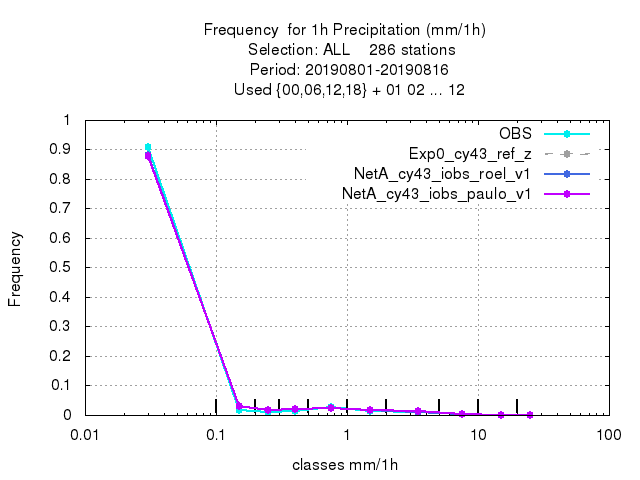 Frequency  for 1h Precipitation (mm/1h)
Selection: ALL    286 stations
Period: 20190801-20190816
Used {00,06,12,18} + 01 02 ... 12
OBS
Exp0_cy43_ref_z
NetA_cy43_iobs_roel_v1
NetA_cy43_iobs_paulo_v1
1
0.9
0.8
0.7
0.6
0.5
0.4
0.3
0.2
0.1
0
Frequency
0.01 0.1 1 10 100
classes mm/1h